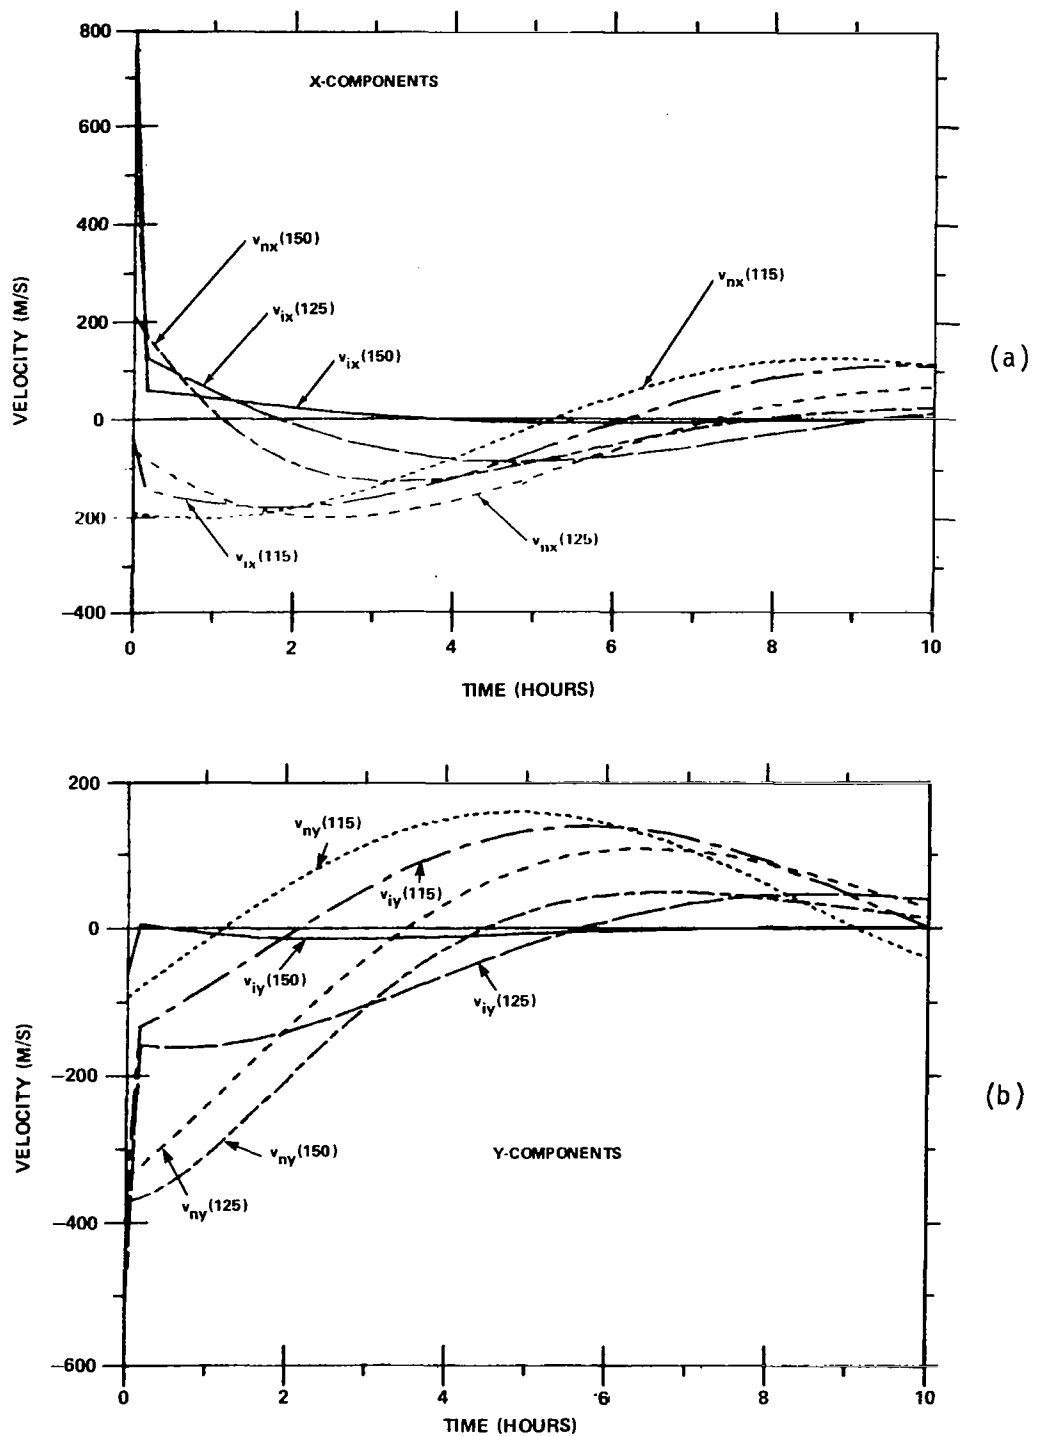 800
X-COMPONENTS
600
400
v_nx(150)
v_nx(115)
v_ix(125)
200
v_ix(150)
(a)
VELOCITY (M/S)
0
200
v_ix(115)
v_nx(125)
−400
0 2 4 6 8 10
TIME (HOURS)
200
v_ny(115)
v_iy(115)
0
v_iy(150)
v_iy(125)
VELOCITY (M/S)
−200
(b)
v_ny(150)
Y-COMPONENTS
v_ny(125)
−400
−600
0 2 4 6 8 10
TIME (HOURS)